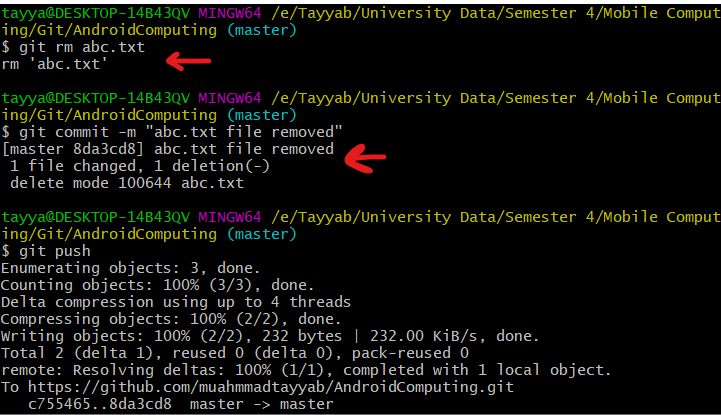 tayya@DESKTOP-14B43QV MINGW64 /e/Tayyab/University Data/Semester 4/Mobile Comput
ing/Git/AndroidComputing (master)
$ git rm abc.txt
rm 'abc.txt'
tayya@DESKTOP-14B43QV MINGW64 /e/Tayyab/University Data/Semester 4/Mobile Comput
ing/Git/AndroidComputing (master)
$ git commit -m "abc.txt file removed"
[master 8da3cd8] abc.txt file removed
 1 file changed, 1 deletion(-)
 delete mode 100644 abc.txt
tayya@DESKTOP-14B43QV MINGW64 /e/Tayyab/University Data/Semester 4/Mobile Comput
ing/Git/AndroidComputing (master)
$ git push
Enumerating objects: 3, done.
Counting objects: 100% (3/3), done.
Delta compression using up to 4 threads
Compressing objects: 100% (2/2), done.
Writing objects: 100% (2/2), 232 bytes | 232.00 KiB/s, done.
Total 2 (delta 1), reused 0 (delta 0), pack-reused 0
remote: Resolving deltas: 100% (1/1), completed with 1 local object.
To https://github.com/muahmmadtayyab/AndroidComputing.git
   c755465..8da3cd8  master -> master